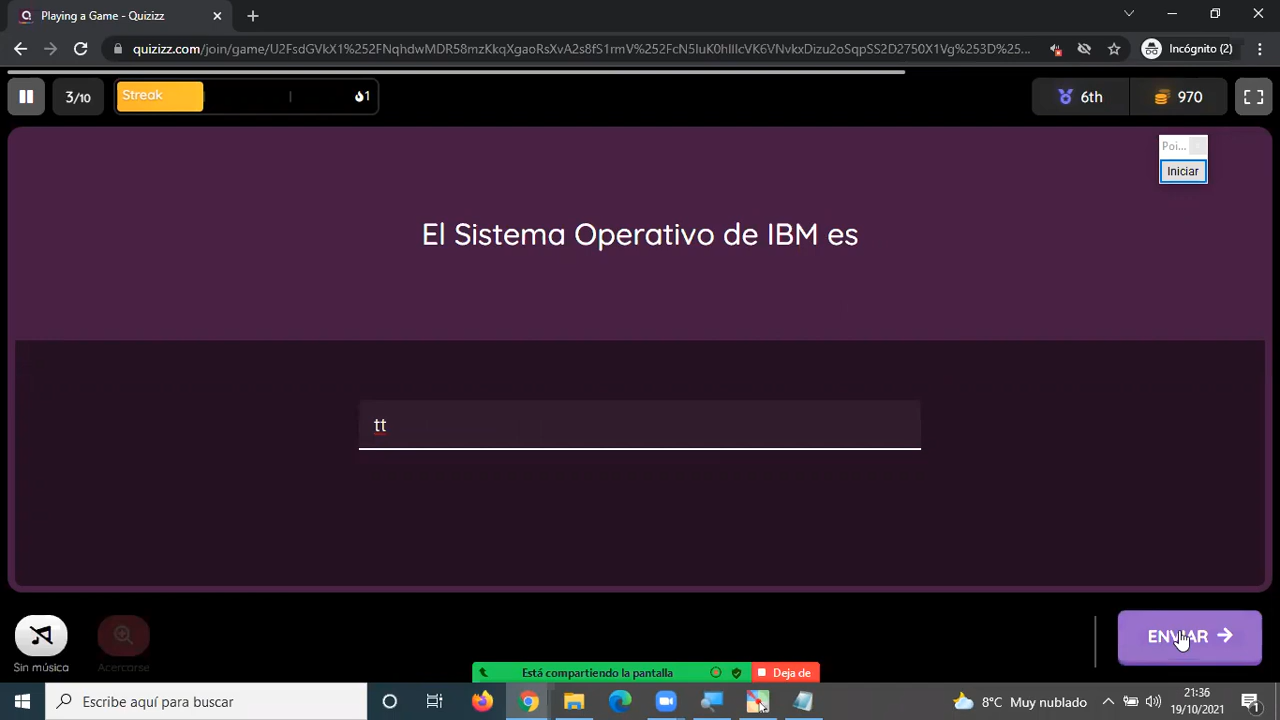 Playing a Game - Quizizz
quizizz.com/join/game/U2FsdGVkX1%252FNqhdwMDR58mzKkqXgaoRsXvA2s8fS1rmV%252FcN5IuK0hIllcVK6VNvkxDizu2oSqpSS2D2750X1Vg%253D%25...
Incógnito (2)
3/10
Streak
1
6th
970
Poi...
Iniciar
El Sistema Operativo de IBM es
tt
Sin música
Acercarse
ENVIAR
Está compartiendo la pantalla
Deja de
Escribe aquí para buscar
8°C Muy nublado
21:36
19/10/2021
1